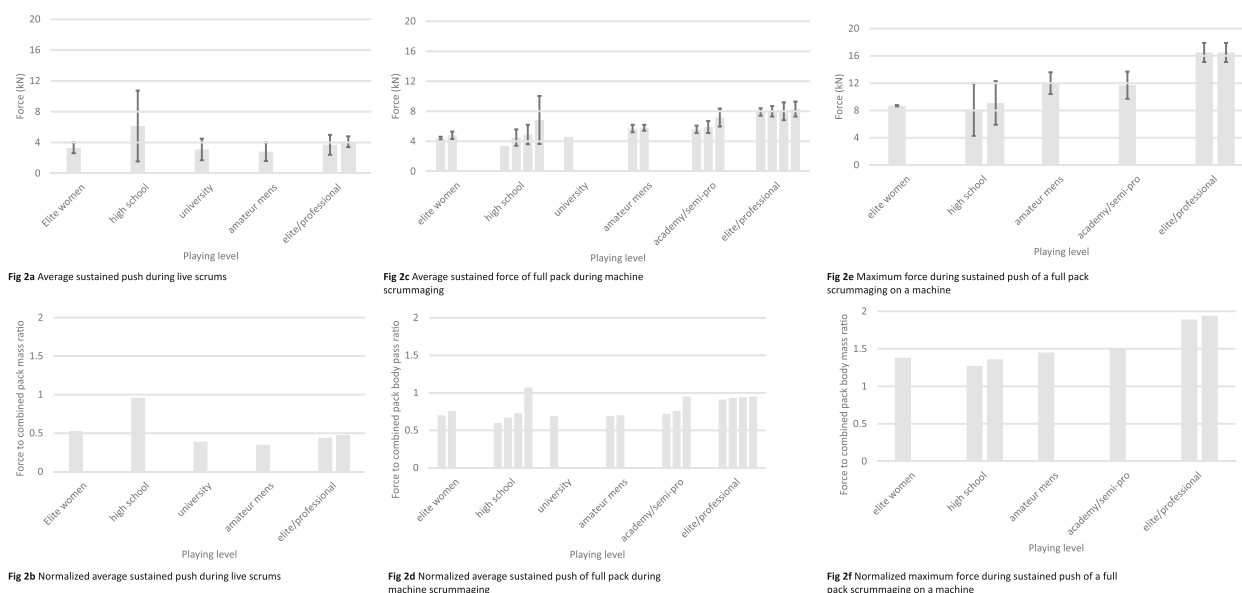 20
16
12
8
4
0
Force (kN)
Elite women
high school
university
amateur mens
elite/professional
Playing level
Fig 2a Average sustained push during live scrums
20
16
12
8
4
0
Force (kN)
elite women
high school
university
amateur mens
academy/semi-pro
elite/professional
Playing level
Fig 2c Average sustained force of full pack during machine
scrummaging
20
16
12
8
4
0
Force (kN)
elite women
high school
amateur mens
academy/semi-pro
elite/professional
Playing level
Fig 2e Maximum force during sustained push of a full pack
scrummaging on a machine
2
1.5
1
0.5
0
Force to combined pack mass ratio
Elite women
high school
university
amateur mens
elite/professional
Playing level
Fig 2b Normalized average sustained push during live scrums
2
1.5
1
0.5
0
Force to combined pack body pass ratio
elite women
high school
university
amateur mens
academy/semi-pro
elite/professional
Playing level
Fig 2d Normalized average sustained push of full pack during
machine scrummaging
2
1.5
1
0.5
0
Force to combined pack body mass ratio
elite women
high school
amateur mens
academy/semi-pro
elite/professional
Playing level
Fig 2f Normalized maximum force during sustained push of a full
pack scrummaging on a machine